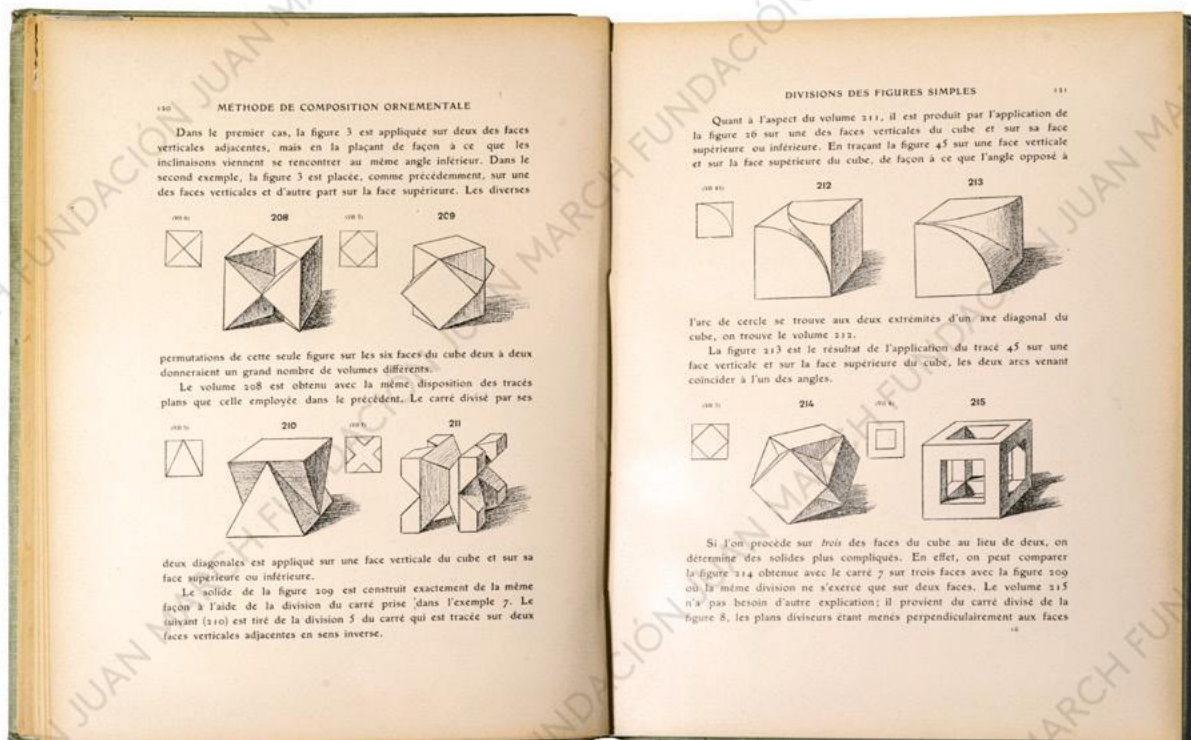 120 MÉTHODE DE COMPOSITION ORNEMENTALE
Dans le premier cas, la figure 3 est appliquée sur deux des faces
verticales adjacentes, mais en la plaçant de façon à ce que les
inclinaisons viennent se rencontrer au même angle inférieur. Dans le
second exemple, la figure 3 est placée, comme précédemment, sur une
des faces verticales et d'autre part sur la face supérieure. Les diverses
208
209
permutations de cette seule figure sur les six faces du cube deux à deux
donneraient un grand nombre de volumes différents.
Le volume 208 est obtenu avec la même disposition des tracés
plans que celle employée dans le précédent. Le carré divisé par ses
210
211
deux diagonales est appliqué sur une face verticale du cube et sur sa
face supérieure ou inférieure.
Le solide de la figure 209 est construit exactement de la même
façon à l'aide de la division du carré prise dans l'exemple 7. Le
suivant (210) est tiré de la division 5 du carré qui est tracée sur deux
faces verticales adjacentes en sens inverse.
DIVISIONS DES FIGURES SIMPLES 121
Quant à l'aspect du volume 211, il est produit par l'application de
la figure 26 sur une des faces verticales du cube et sur sa face
supérieure ou inférieure. En traçant la figure 45 sur une face verticale
et sur la face supérieure du cube, de façon à ce que l'angle opposé à
212
213
l'arc de cercle se trouve aux deux extrémités d'un axe diagonal du
cube, on trouve le volume 212.
La figure 213 est le résultat de l'application du tracé 45 sur une
face verticale et sur la face supérieure du cube, les deux arcs venant
coïncider à l'un des angles.
214
215
Si l'on procède sur trois des faces du cube au lieu de deux, on
détermine des solides plus compliqués. En effet, on peut comparer
la figure 214 obtenue avec le carré 7 sur trois faces avec la figure 209
où la même division ne s'exerce que sur deux faces. Le volume 215
n'a pas besoin d'autre explication; il provient du carré divisé de la
figure 8, les plans diviseurs étant menés perpendiculairement aux faces
16
FUNDACIÓN JUAN MARCH